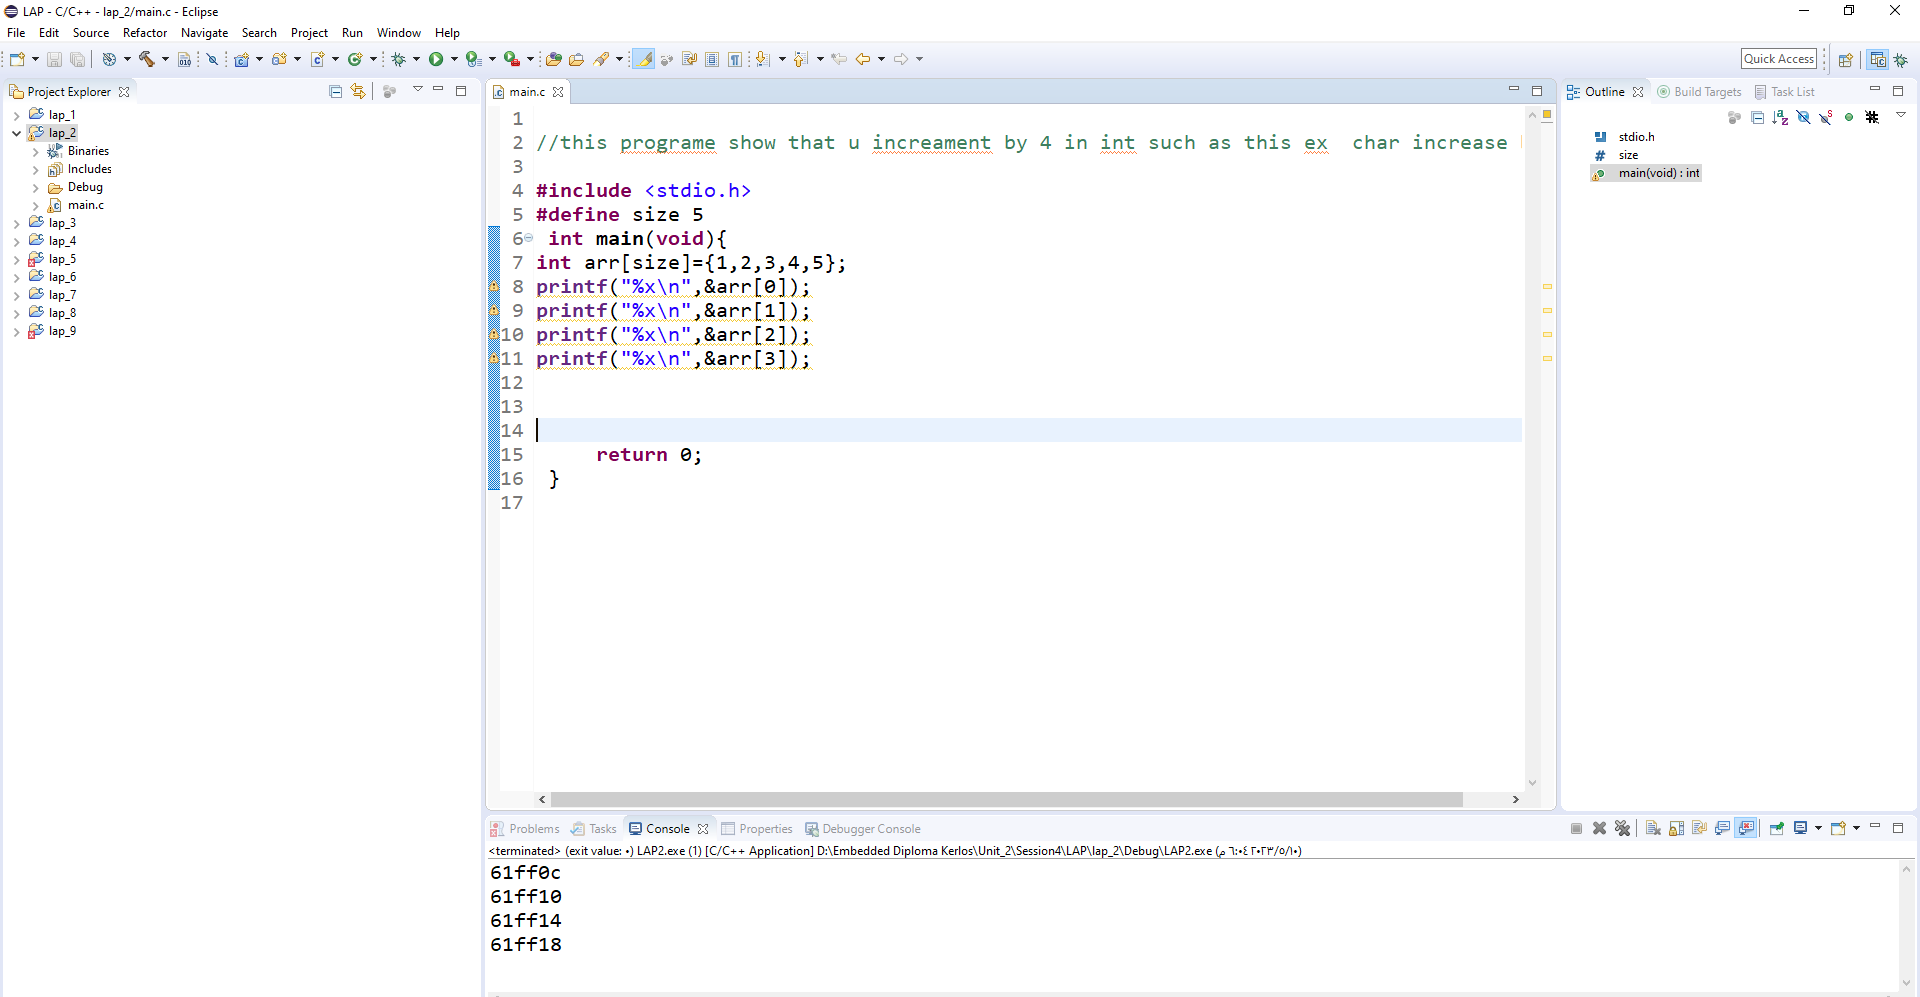 LAP - C/C++ - lap_2/main.c - Eclipse
File Edit Source Refactor Navigate Search Project Run Window Help
Quick Access
Project Explorer
lap_1
lap_2
Binaries
Includes
Debug
main.c
lap_3
lap_4
lap_5
lap_6
lap_7
lap_8
lap_9
main.c
1
2 //this programe show that u increament by 4 in int such as this ex  char increase
3
4 #include <stdio.h>
5 #define size 5
6 int main(void){
7 int arr[size]={1,2,3,4,5};
8 printf("%x\n",&arr[0]);
9 printf("%x\n",&arr[1]);
10 printf("%x\n",&arr[2]);
11 printf("%x\n",&arr[3]);
12
13
14
15 return 0;
16 }
17
Outline Build Targets Task List
stdio.h
size
main(void) : int
Problems Tasks Console Properties Debugger Console
<terminated> (exit value: ٠) LAP2.exe (1) [C/C++ Application] D:\Embedded Diploma Kerlos\Unit_2\Session4\LAP\lap_2\Debug\LAP2.exe (٢٠٢٣/٥/١٠ ٦:٠٤ م)
61ff0c
61ff10
61ff14
61ff18